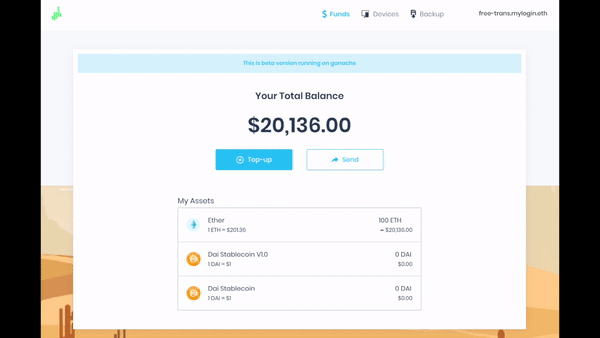 Funds Devices Backup free-trans.mylogin.eth
This is beta version running on ganache
Your Total Balance
$20,136.00
Top-up Send
My Assets
Ether 100 ETH
1 ETH = $201.36 = $20,136.00
Dai Stablecoin V1.0 0 DAI
1 DAI = $1 $0.00
Dai Stablecoin 0 DAI
1 DAI = $1 $0.00